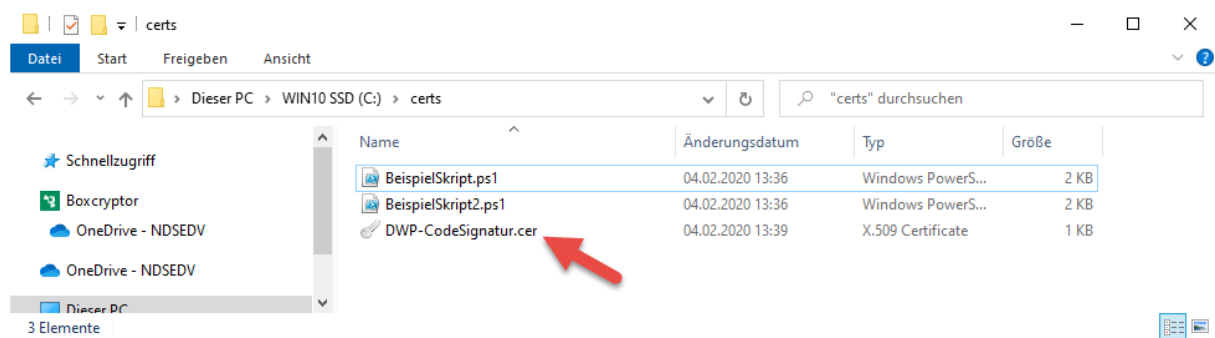 certs
Datei Start Freigeben Ansicht
Dieser PC > WIN10 SSD (C:) > certs
"certs" durchsuchen
Name Änderungsdatum Typ Größe
Schnellzugriff
Boxcryptor
OneDrive - NDSEDV
OneDrive - NDSEDV
Dieser PC
BeispielSkript.ps1 04.02.2020 13:36 Windows PowerS... 2 KB
BeispielSkript2.ps1 04.02.2020 13:36 Windows PowerS... 2 KB
DWP-CodeSignatur.cer 04.02.2020 13:39 X.509 Certificate 1 KB
3 Elemente